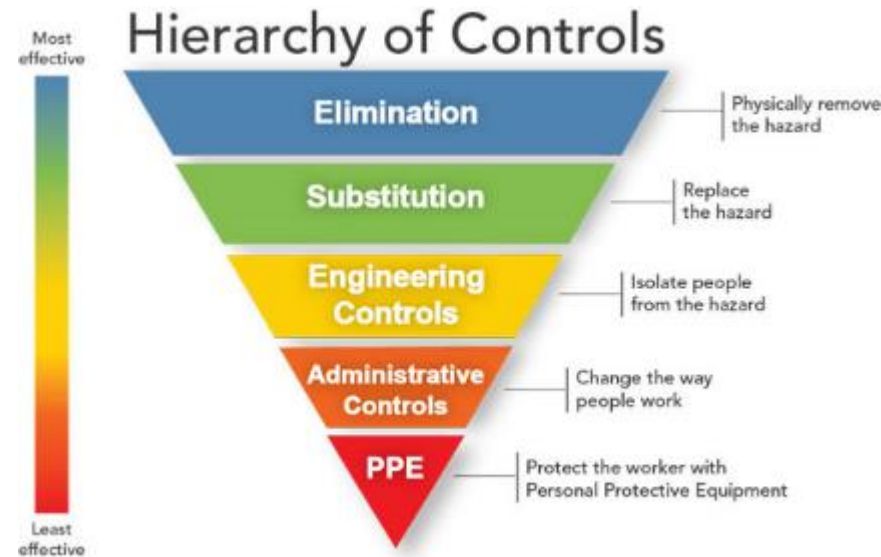 Hierarchy of Controls
Most
effective
Elimination
Physically remove
the hazard
Substitution
Replace
the hazard
Engineering
Controls
Isolate people
from the hazard
Administrative
Controls
Change the way
people work
PPE
Protect the worker with
Personal Protective Equipment
Least
effective